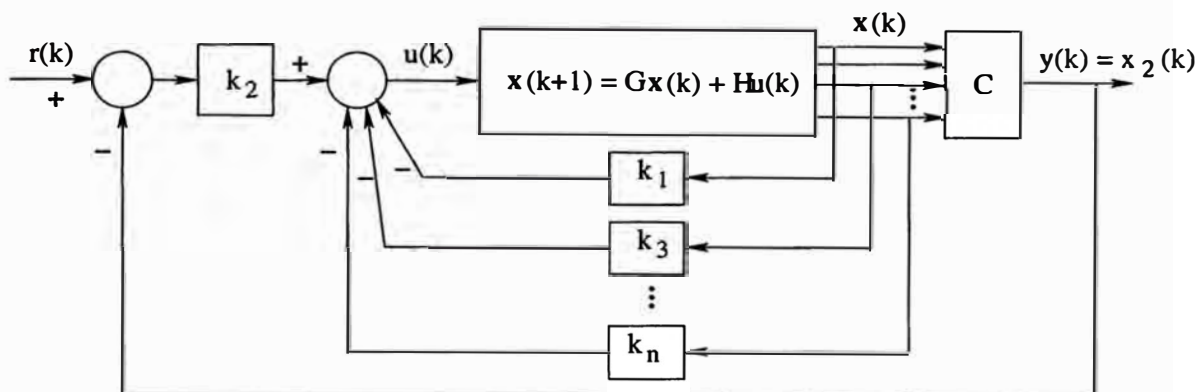 r(k)
+
−
k2
+
−
−
−
u(k)
x(k+1) = Gx(k) + Hu(k)
x(k)
C
y(k) = x2(k)
k1
k3
kn